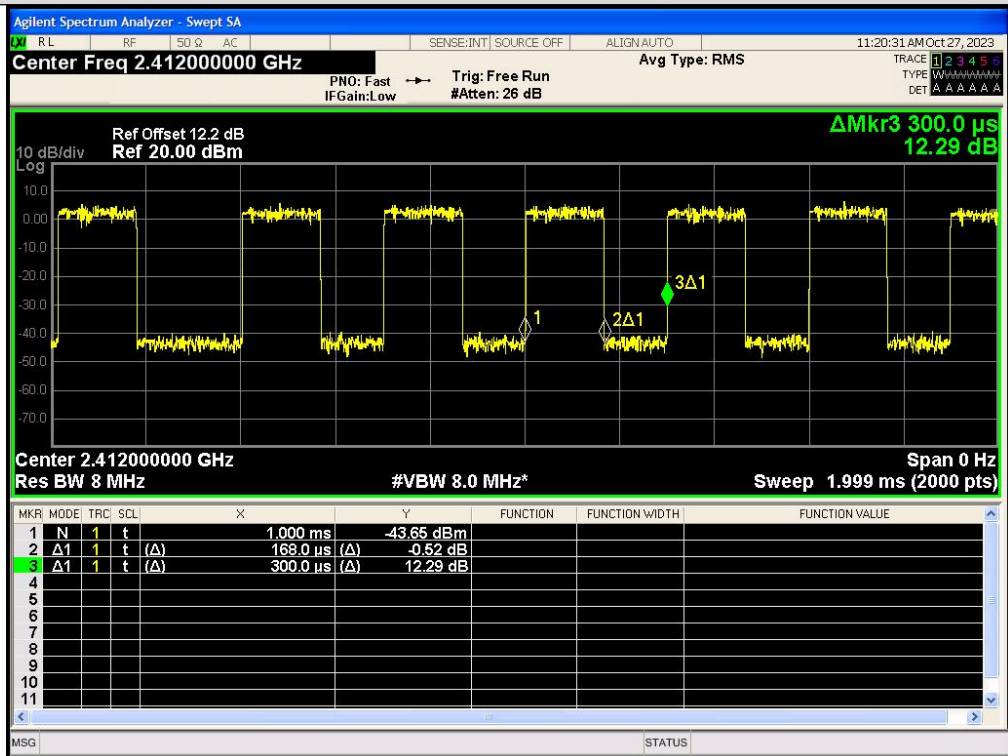 Agilent Spectrum Analyzer - Swept SA
LXI RL RF 50 Ω AC SENSE:INT SOURCE OFF ALIGN AUTO 11:20:31 AM Oct 27, 2023
Center Freq 2.412000000 GHz
Avg Type: RMS
TRACE 1 2 3 4 5 6
PNO: Fast Trig: Free Run
TYPE WWWWWW
IFGain:Low #Atten: 26 dB
DET A A A A A A
ΔMkr3 300.0 µs
Ref Offset 12.2 dB
12.29 dB
10 dB/div Ref 20.00 dBm
Log
10.0
0.00
-10.0
-20.0
3Δ1
-30.0
1
2Δ1
-40.0
-50.0
-60.0
-70.0
Center 2.412000000 GHz Span 0 Hz
Res BW 8 MHz #VBW 8.0 MHz* Sweep 1.999 ms (2000 pts)
MKR MODE TRC SCL X Y FUNCTION FUNCTION WIDTH FUNCTION VALUE
1 N 1 t 1.000 ms -43.65 dBm
2 Δ1 1 t (Δ) 168.0 µs (Δ) -0.52 dB
3 Δ1 1 t (Δ) 300.0 µs (Δ) 12.29 dB
4
5
6
7
8
9
10
11
MSG STATUS